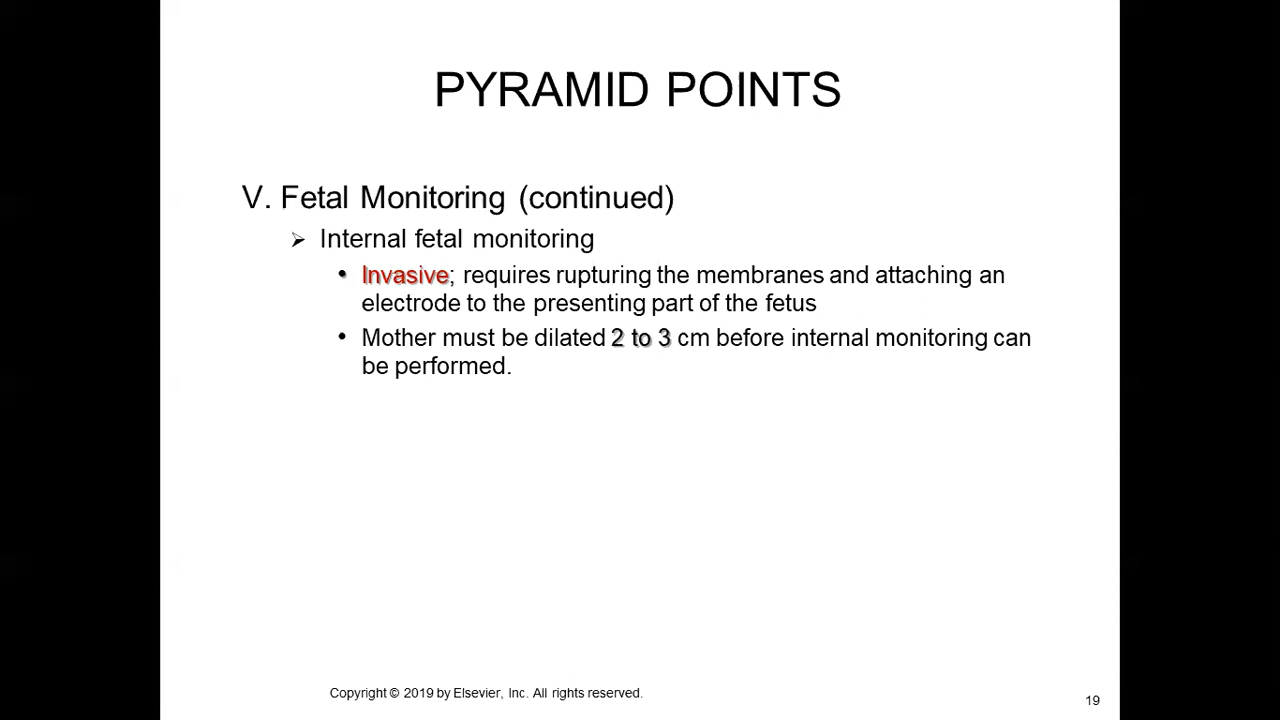 PYRAMID POINTS
V. Fetal Monitoring (continued)
➢ Internal fetal monitoring
• Invasive; requires rupturing the membranes and attaching an
electrode to the presenting part of the fetus
• Mother must be dilated 2 to 3 cm before internal monitoring can
be performed.
Copyright © 2019 by Elsevier, Inc. All rights reserved.
19